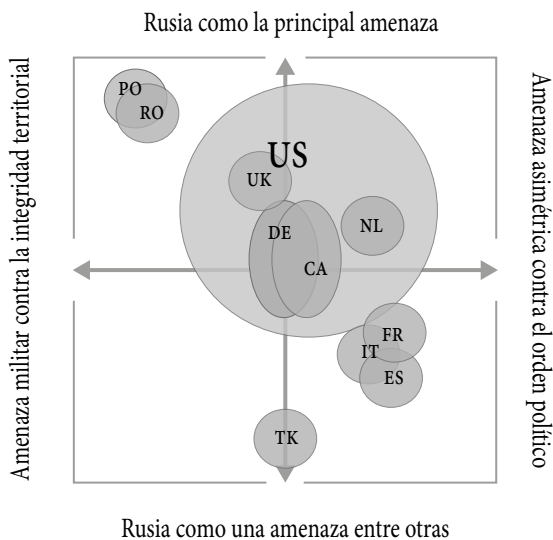 Rusia como la principal amenaza
Amenaza militar contra la integridad territorial
Amenaza asimétrica contra el orden político
PO
RO
US
UK
NL
DE
CA
FR
IT
ES
TK
Rusia como una amenaza entre otras